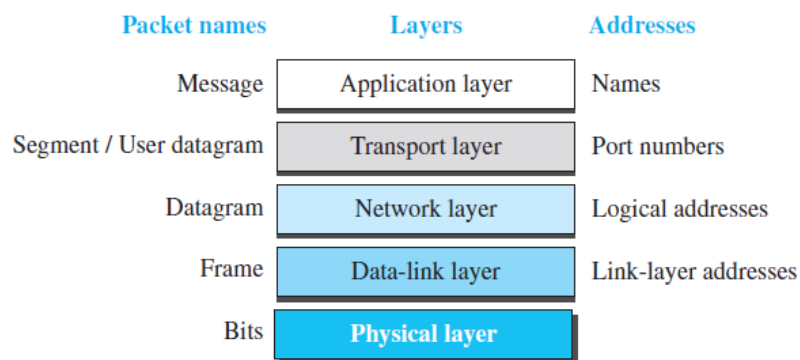 Packet names Layers Addresses
Message Application layer Names
Segment / User datagram Transport layer Port numbers
Datagram Network layer Logical addresses
Frame Data-link layer Link-layer addresses
Bits Physical layer